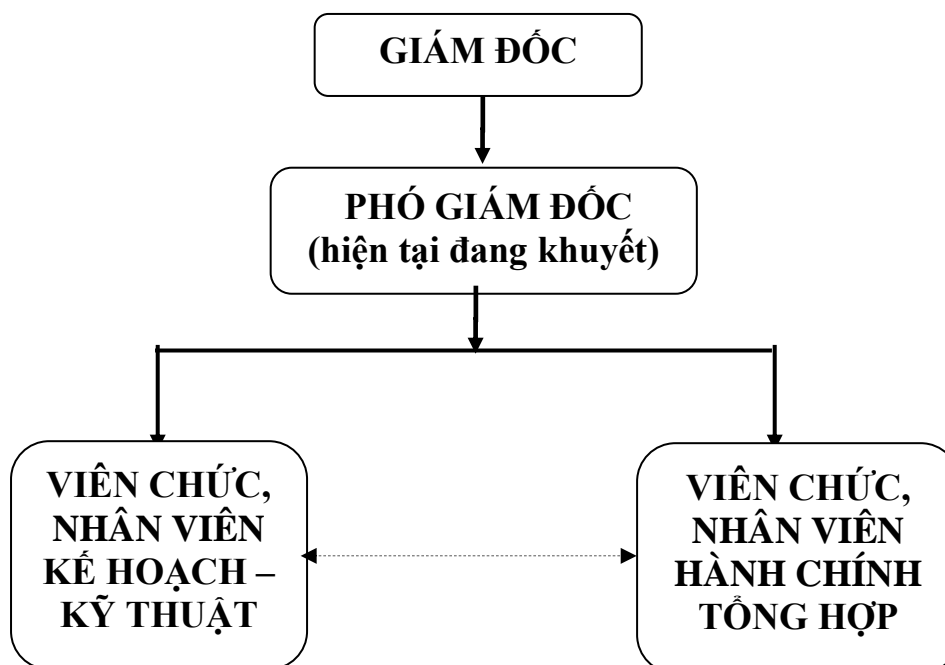 GIÁM ĐỐC
PHÓ GIÁM ĐỐC
(hiện tại đang khuyết)
VIÊN CHỨC,
NHÂN VIÊN
KẾ HOẠCH –
KỸ THUẬT
VIÊN CHỨC,
NHÂN VIÊN
HÀNH CHÍNH
TỔNG HỢP